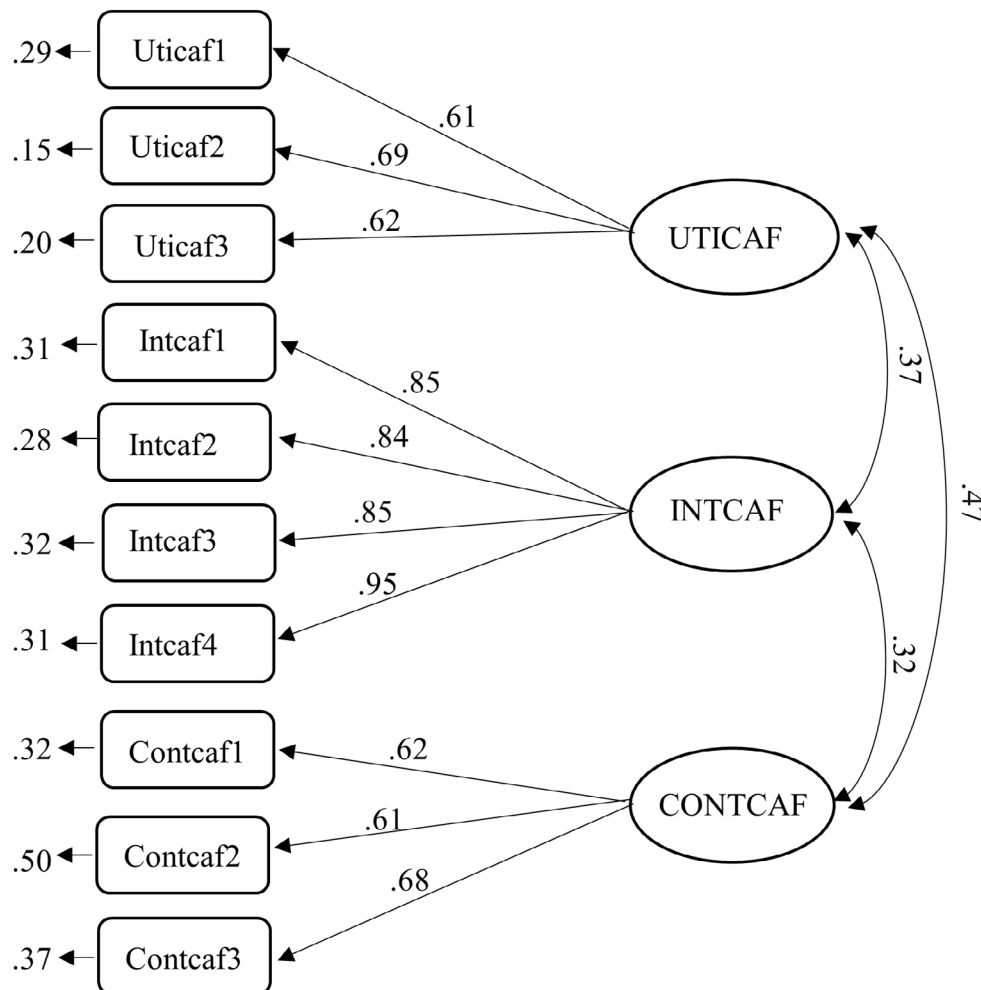 .29 Uticaf1
.61
.15 Uticaf2
.69
.20 Uticaf3
.62
UTICAF
.31 Intcaf1
.85
.37
.28 Intcaf2
.84
.32 Intcaf3
.85
INTCAF
.47
.31 Intcaf4
.95
.32
.32 Contcaf1
.62
CONTCAF
.50 Contcaf2
.61
.68
.37 Contcaf3